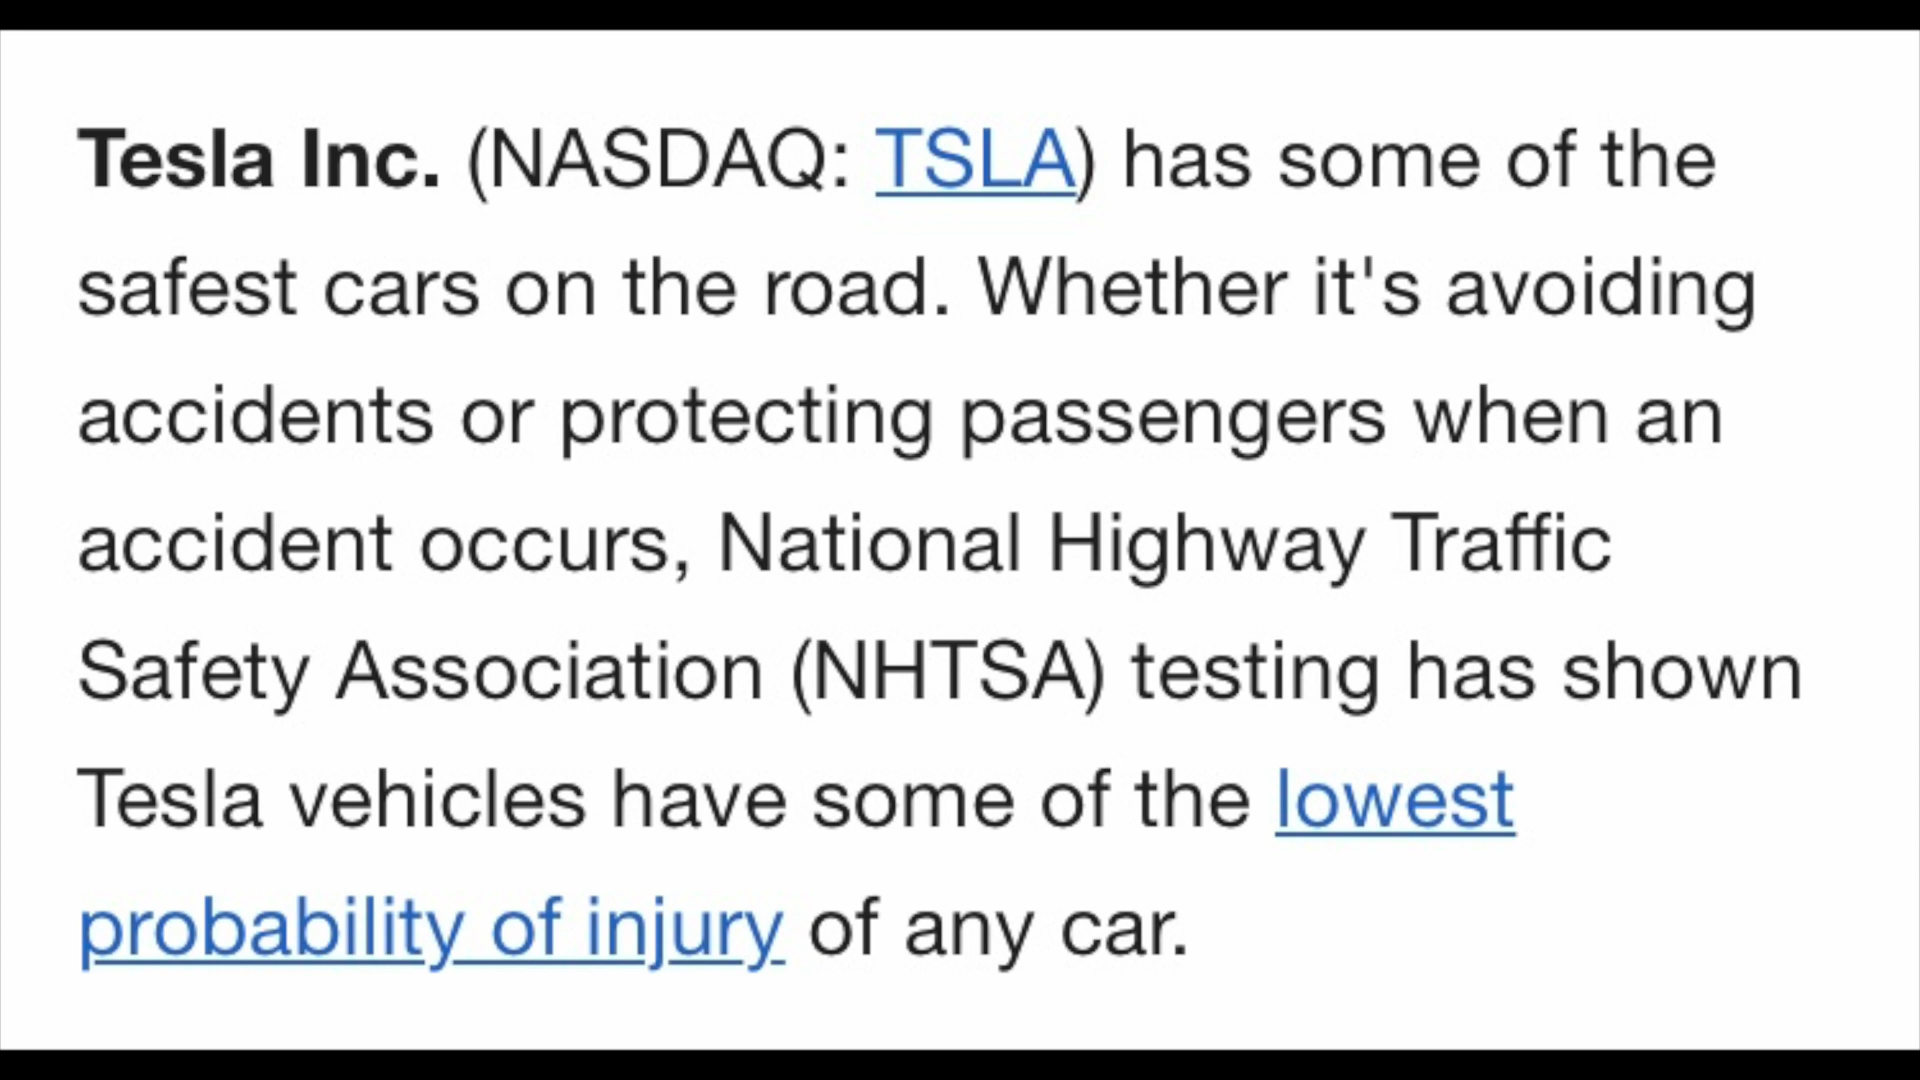 Tesla Inc. (NASDAQ: TSLA) has some of the
safest cars on the road. Whether it's avoiding
accidents or protecting passengers when an
accident occurs, National Highway Traffic
Safety Association (NHTSA) testing has shown
Tesla vehicles have some of the lowest
probability of injury of any car.